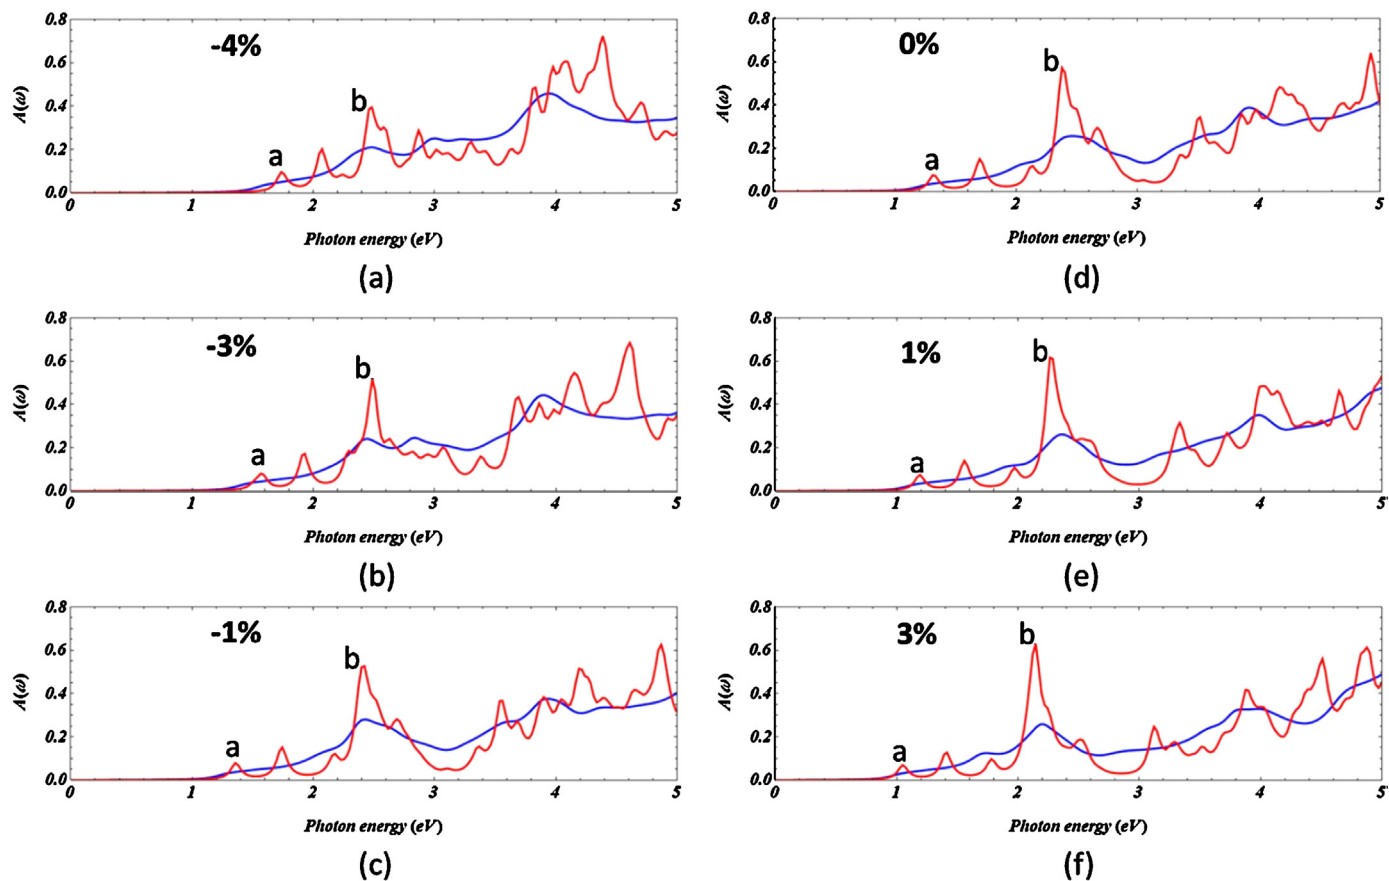 -4%
A(ω)
0.8
0.6
0.4
0.2
0.0
a
b
0 1 2 3 4 5
Photon energy (eV)
(a)
-3%
A(ω)
0.8
0.6
0.4
0.2
0.0
a
b
0 1 2 3 4 5
Photon energy (eV)
(b)
-1%
A(ω)
0.8
0.6
0.4
0.2
0.0
a
b
0 1 2 3 4 5
Photon energy (eV)
(c)
0%
A(ω)
0.8
0.6
0.4
0.2
0.0
a
b
0 1 2 3 4 5
Photon energy (eV)
(d)
1%
A(ω)
0.8
0.6
0.4
0.2
0.0
a
b
0 1 2 3 4 5
Photon energy (eV)
(e)
3%
A(ω)
0.8
0.6
0.4
0.2
0.0
a
b
0 1 2 3 4 5
Photon energy (eV)
(f)